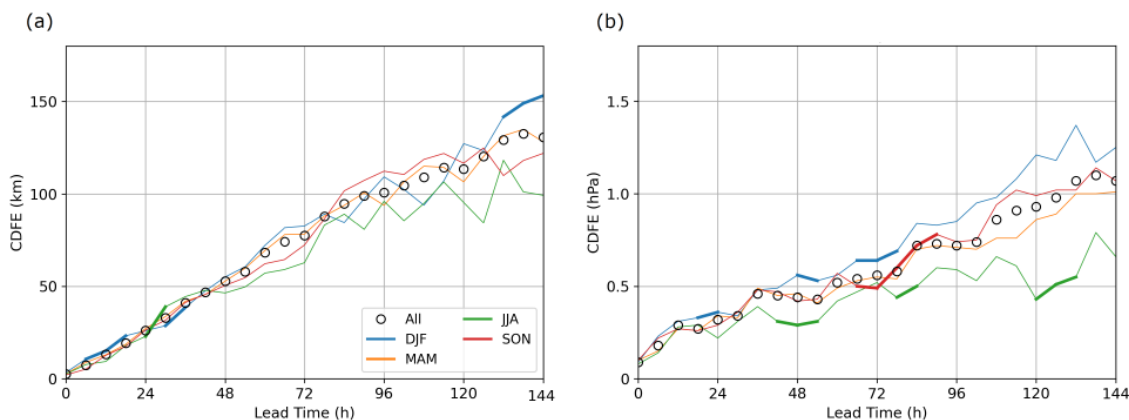 (a)
(b)
CDFE (km)
150
100
50
0
0 24 48 72 96 120 144
Lead Time (h)
All
DJF
MAM
JJA
SON
CDFE (hPa)
1.5
1.0
0.5
0
0 24 48 72 96 120 144
Lead Time (h)